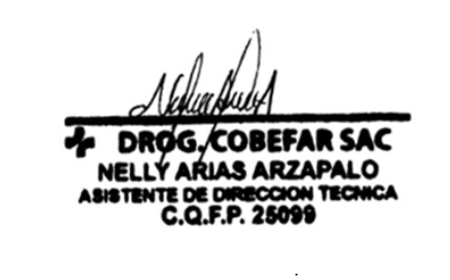 DROG. COBEFAR SAC
NELLY ARIAS ARZAPALO
ASISTENTE DE DIRECCION TECNICA
C.Q.F.P. 25099